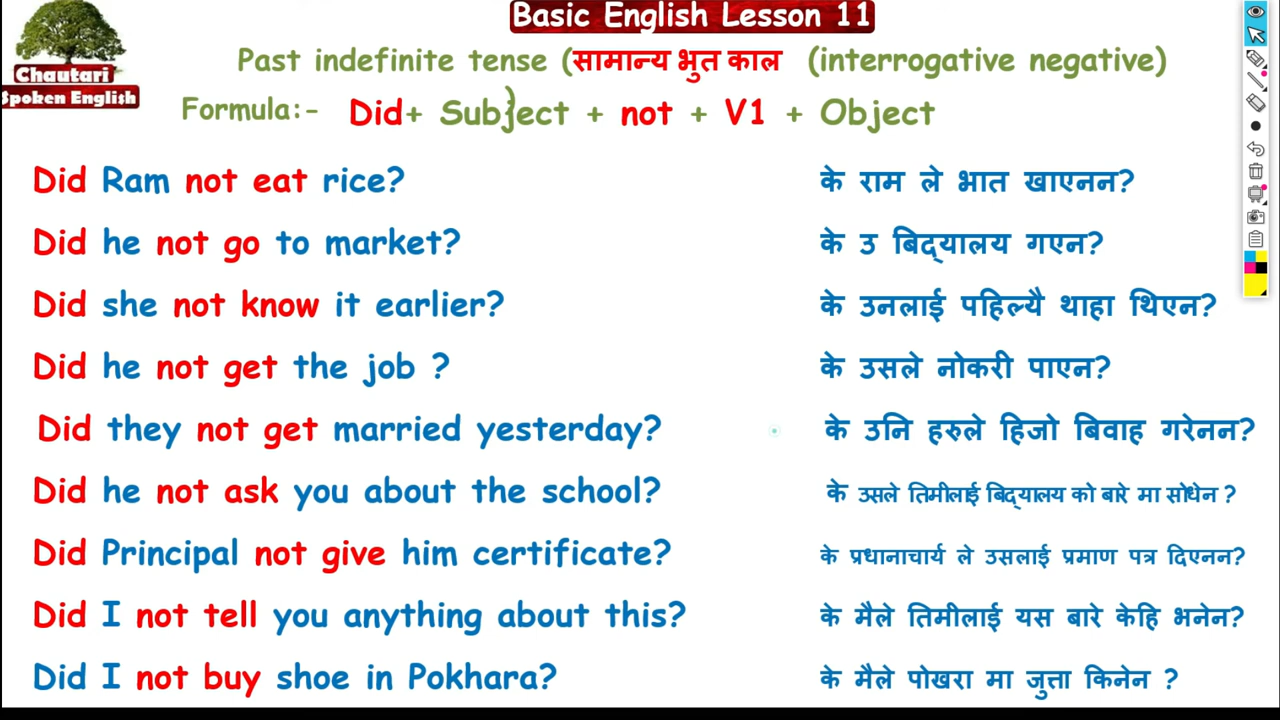 Basic English Lesson 11
Chautari
Spoken English
Past indefinite tense (सामान्य भुत काल (interrogative negative)
Formula:- Did+ Subject + not + V1 + Object
Did Ram not eat rice? के राम ले भात खाएनन?
Did he not go to market? के उ बिद्यालय गएन?
Did she not know it earlier? के उनलाई पहिल्यै थाहा थिएन?
Did he not get the job ? के उसले नोकरी पाएन?
Did they not get married yesterday? के उनि हरुले हिजो बिवाह गरेनन?
Did he not ask you about the school? के उसले तिमीलाई बिद्यालय को बारे मा सोधेन ?
Did Principal not give him certificate? के प्रधानाचार्य ले उसलाई प्रमाण पत्र दिएनन?
Did I not tell you anything about this? के मैले तिमीलाई यस बारे केहि भनेन?
Did I not buy shoe in Pokhara? के मैले पोखरा मा जुत्ता किनेन ?